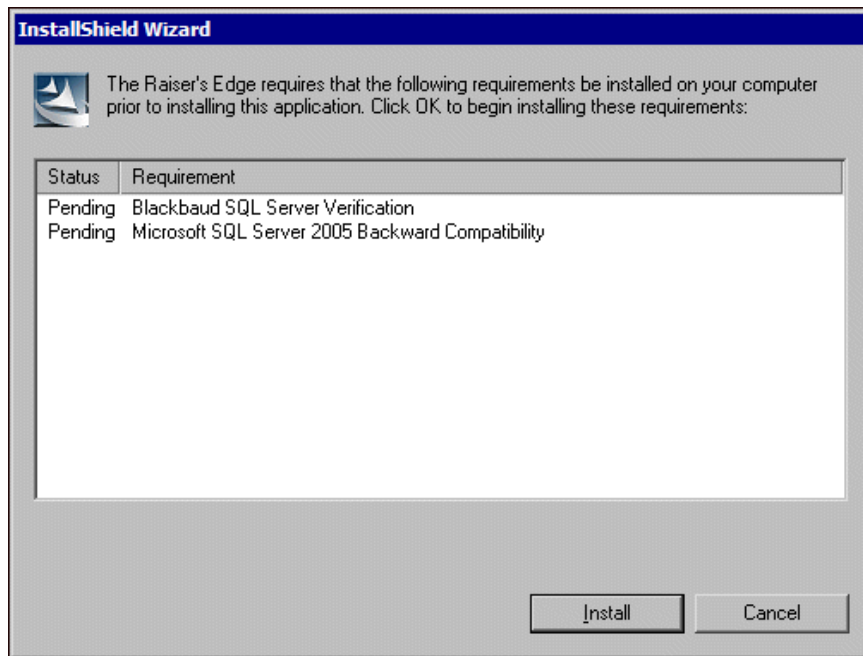 InstallShield Wizard
The Raiser's Edge requires that the following requirements be installed on your computer
prior to installing this application. Click OK to begin installing these requirements:
Status Requirement
Pending Blackbaud SQL Server Verification
Pending Microsoft SQL Server 2005 Backward Compatibility
Install Cancel